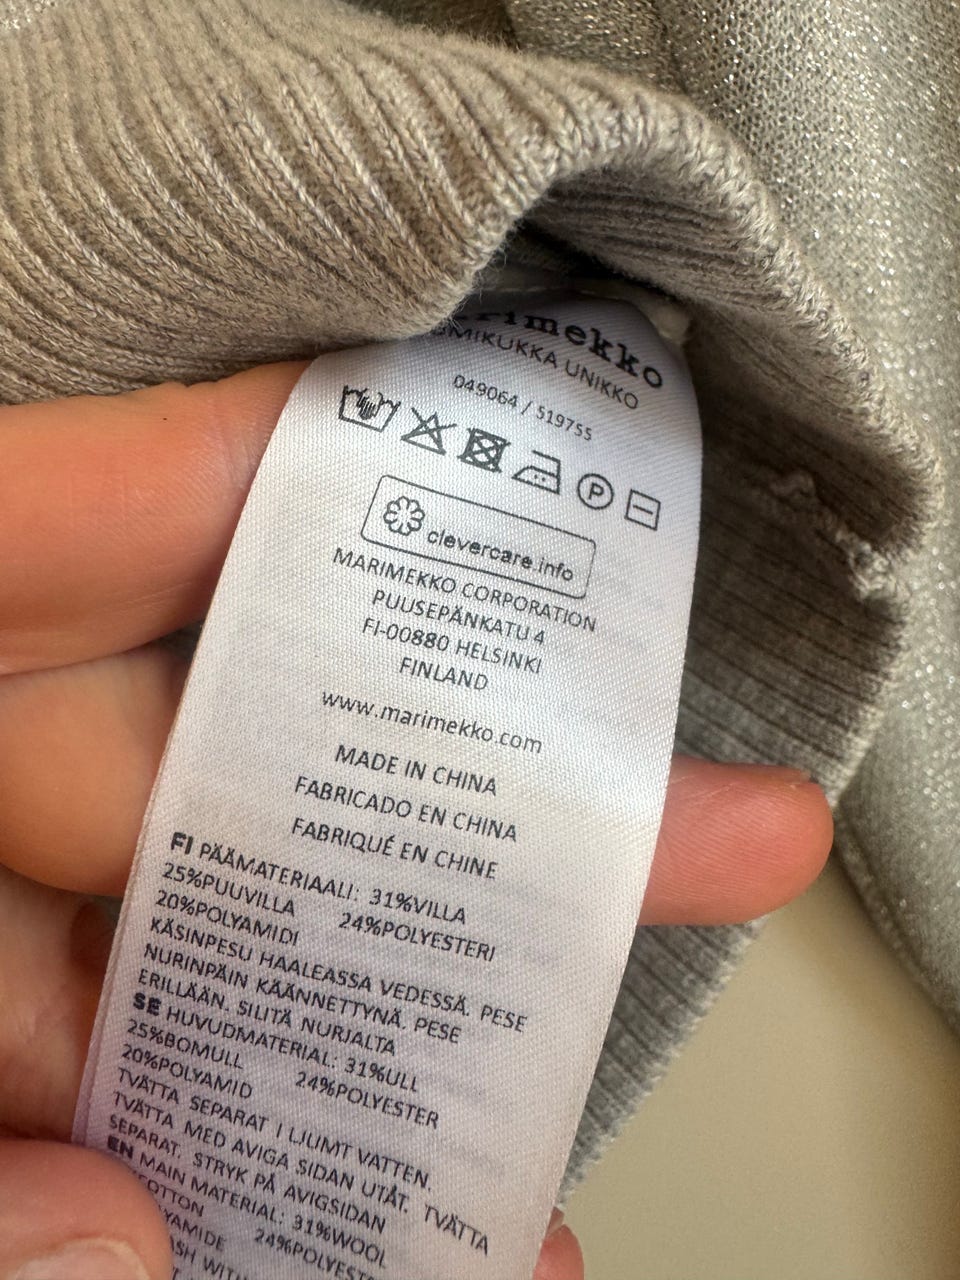 rimekko
MIKUKKA UNIKKO
049064 / 519755
P
clevercare.info
MARIMEKKO CORPORATION
PUUSEPÄNKATU 4
FI-00880 HELSINKI
FINLAND
www.marimekko.com
MADE IN CHINA
FABRICADO EN CHINA
FABRIQUÉ EN CHINE
FI PÄÄMATERIAALI: 31%VILLA
25%PUUVILLA 24%POLYESTERI
20%POLYAMIDI
KÄSINPESU HAALEASSA VEDESSÄ. PESE
NURINPÄIN KÄÄNNETTYNÄ. PESE
ERILLÄÄN. SILITÄ NURJALTA
SE HUVUDMATERIAL: 31%ULL
25%BOMULL 24%POLYESTER
20%POLYAMID
TVÄTTA SEPARAT I LJUMT VATTEN.
TVÄTTA MED AVIGA SIDAN UTÅT. TVÄTTA
SEPARAT. STRYK PÅ AVIGSIDAN
EN MAIN MATERIAL: 31%WOOL
COTTON 24%POLYEST
YAMIDE
ASH WITH